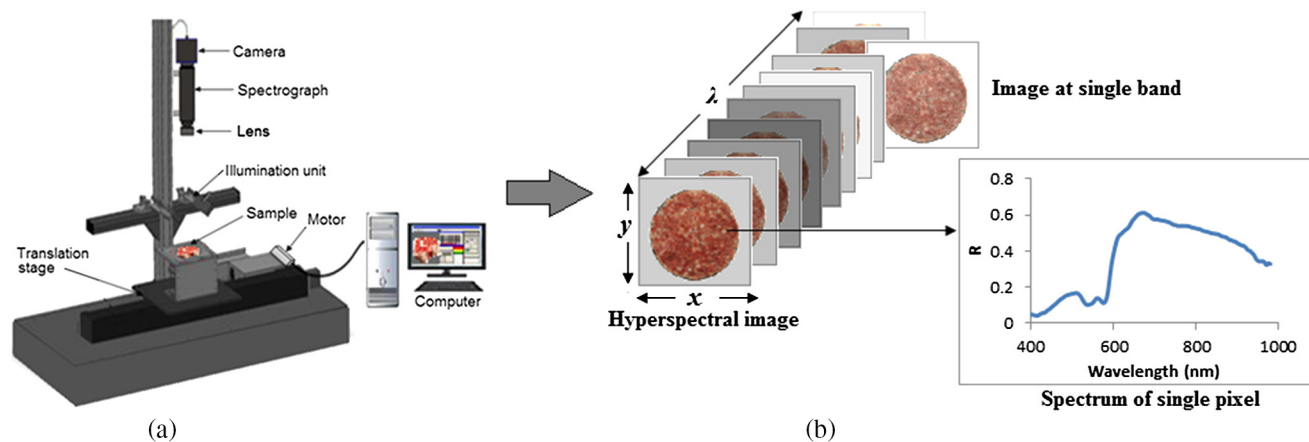 Camera
Spectrograph
Lens
Illumination unit
Sample
Motor
Translation
stage
Computer
(a)
λ
y
x
Hyperspectral image
Image at single band
R
0.8
0.6
0.4
0.2
0
400
600
800
1000
Wavelength (nm)
Spectrum of single pixel
(b)